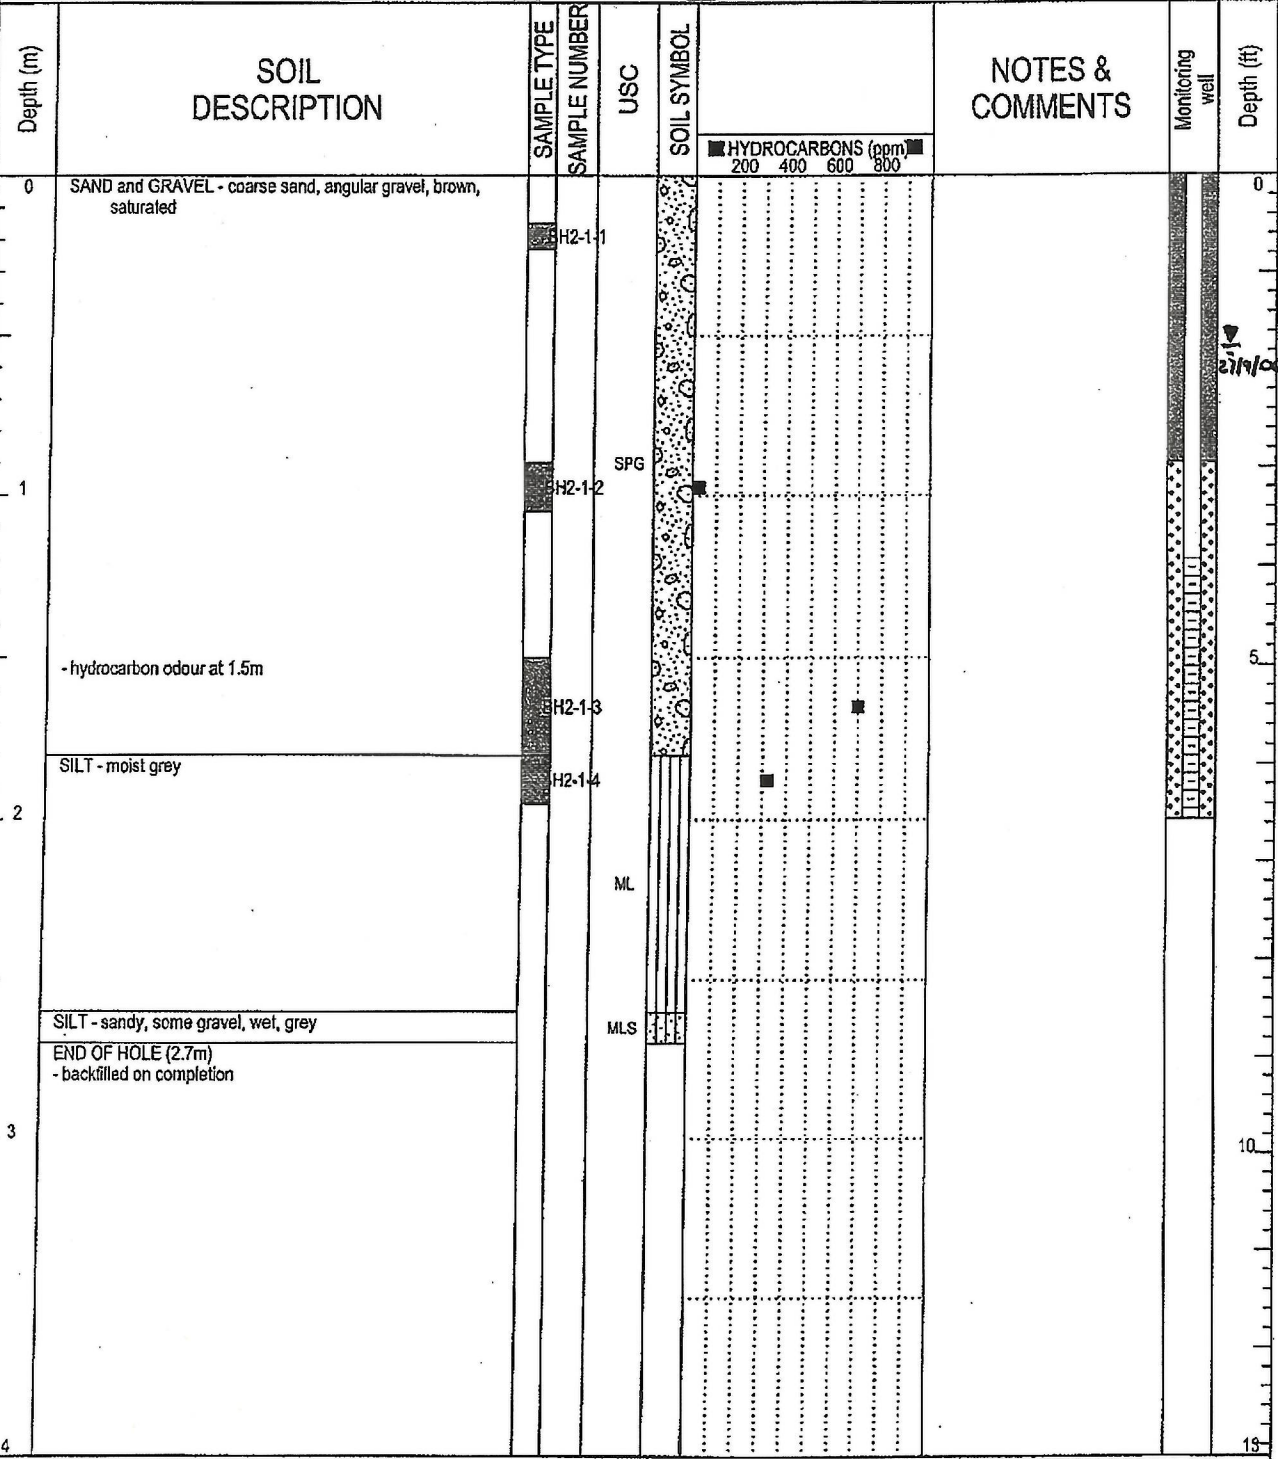 Depth (m)
SOIL
DESCRIPTION
SAMPLE TYPE
SAMPLE NUMBER
USC
SOIL SYMBOL
HYDROCARBONS (ppm)
200 400 600 800
NOTES &
COMMENTS
Monitoring
well
Depth (ft)
0
SAND and GRAVEL - coarse sand, angular gravel, brown,
saturated
0
BH2-1-1
SPG
1
BH2-1-2
- hydrocarbon odour at 1.5m
5
BH2-1-3
SILT - moist grey
BH2-1-4
2
ML
SILT - sandy, some gravel, wet, grey
MLS
END OF HOLE (2.7m)
- backfilled on completion
3
10
4
13